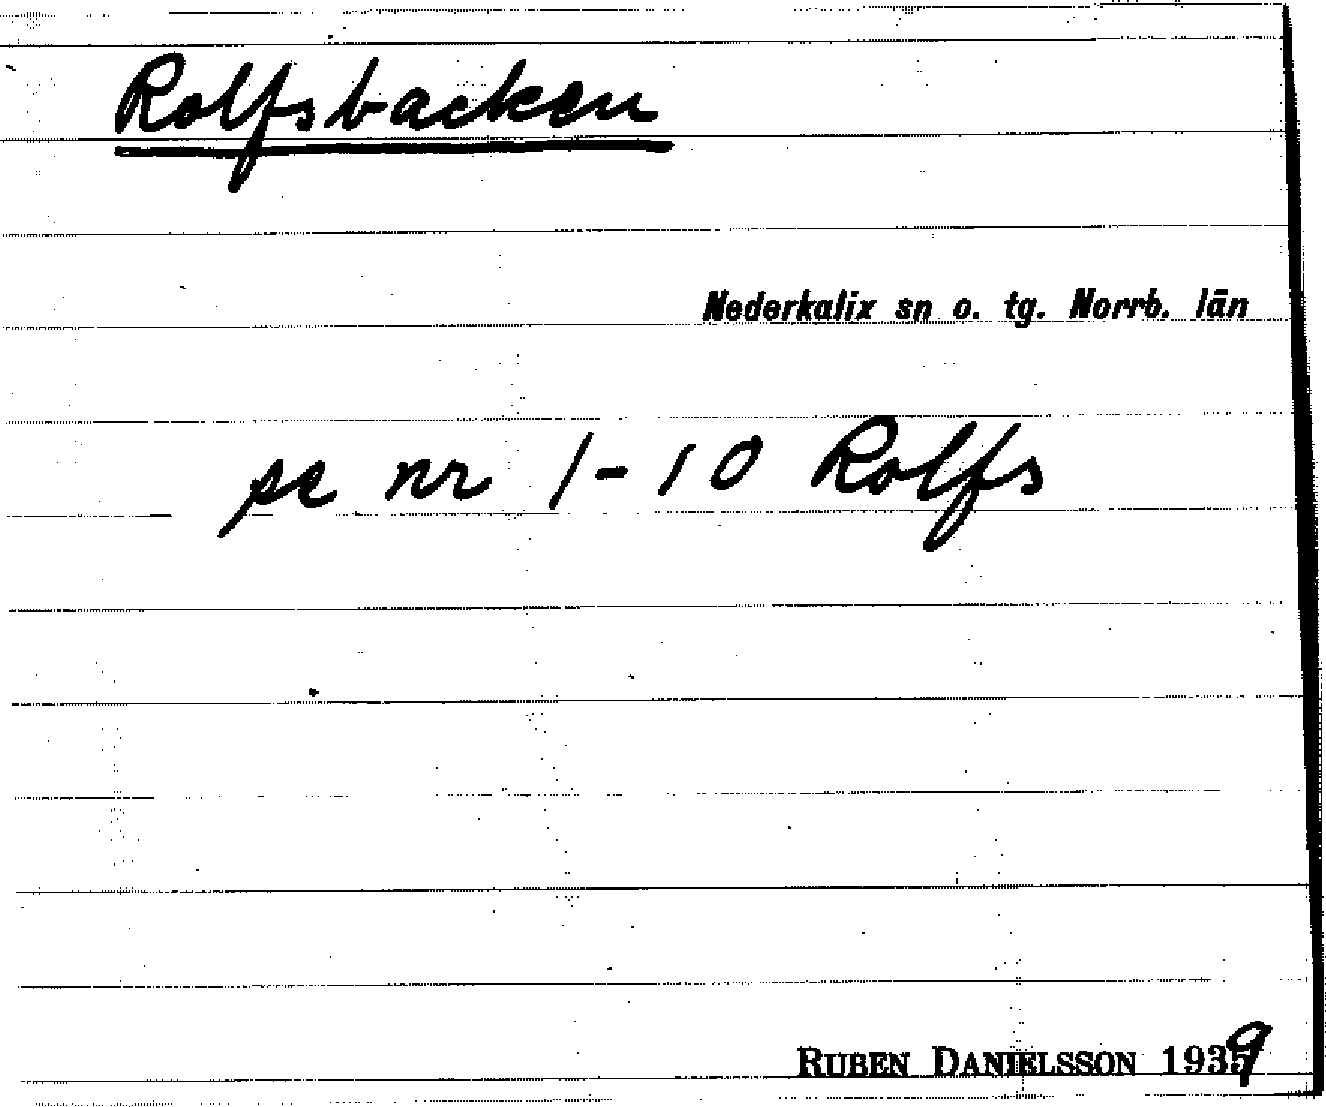 Rolfsbacken
Nederkalix sn o. tg. Norrb. län
se nr 1-10 Rolfs
RUBEN DANIELSSON 1939